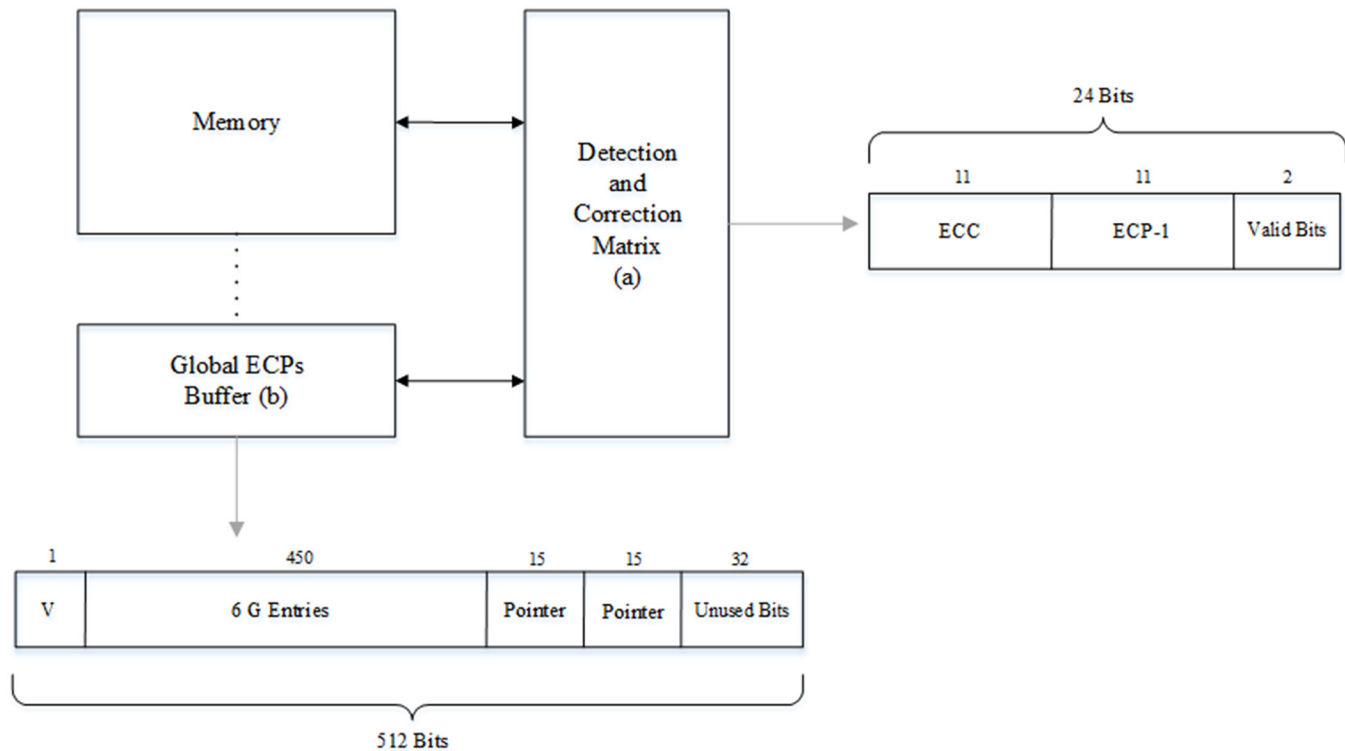 Memory
Detection
and
Correction
Matrix
(a)
24 Bits
11 11 2
ECC ECP-1 Valid Bits
Global ECPs
Buffer (b)
1 450 15 15 32
V 6 G Entries Pointer Pointer Unused Bits
512 Bits